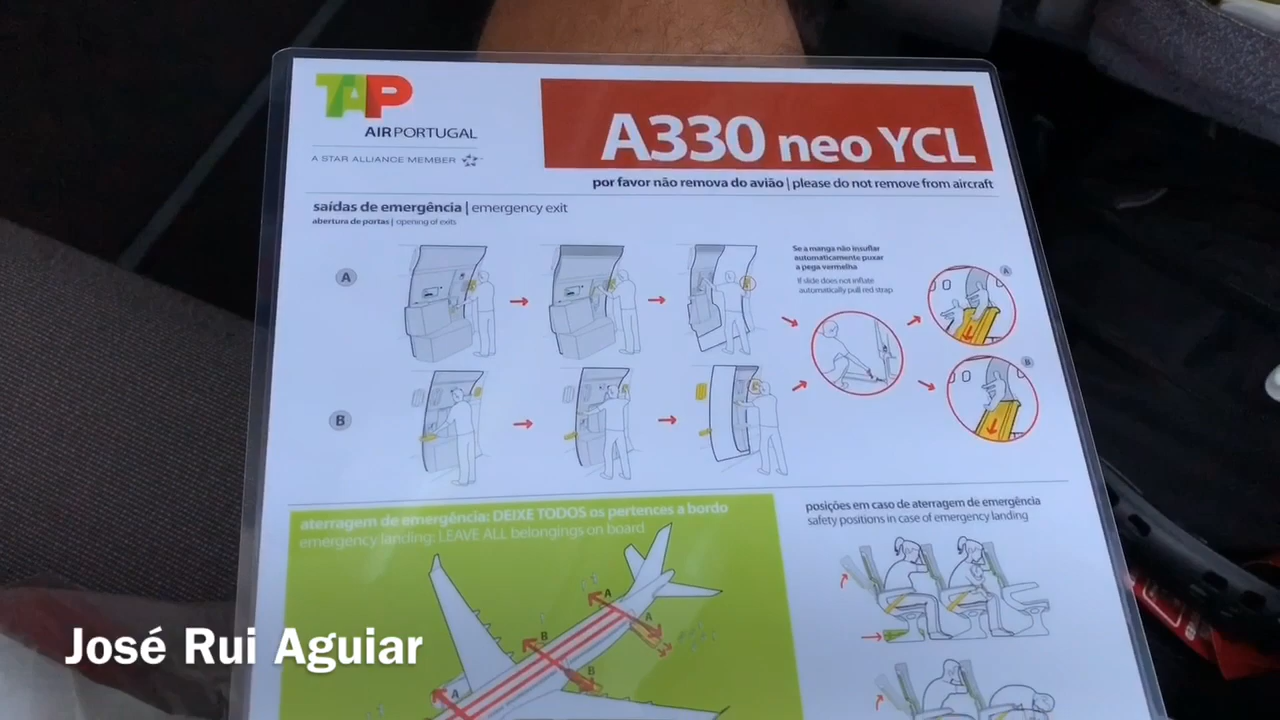 TAP
AIRPORTUGAL
A STAR ALLIANCE MEMBER
A330 neo YCL
por favor não remova do avião | please do not remove from aircraft
saídas de emergência | emergency exit
abertura de portas | opening of exits
A
Se a manga não insuflar
automaticamente puxar
a pega vermelha
If slide does not inflate
automatically pull red strap
A
B
B
aterragem de emergência: DEIXE TODOS os pertences a bordo
emergency landing: LEAVE ALL belongings on board
posições em caso de aterragem de emergência
safety positions in case of emergency landing
A
A
B
B
A
José Rui Aguiar